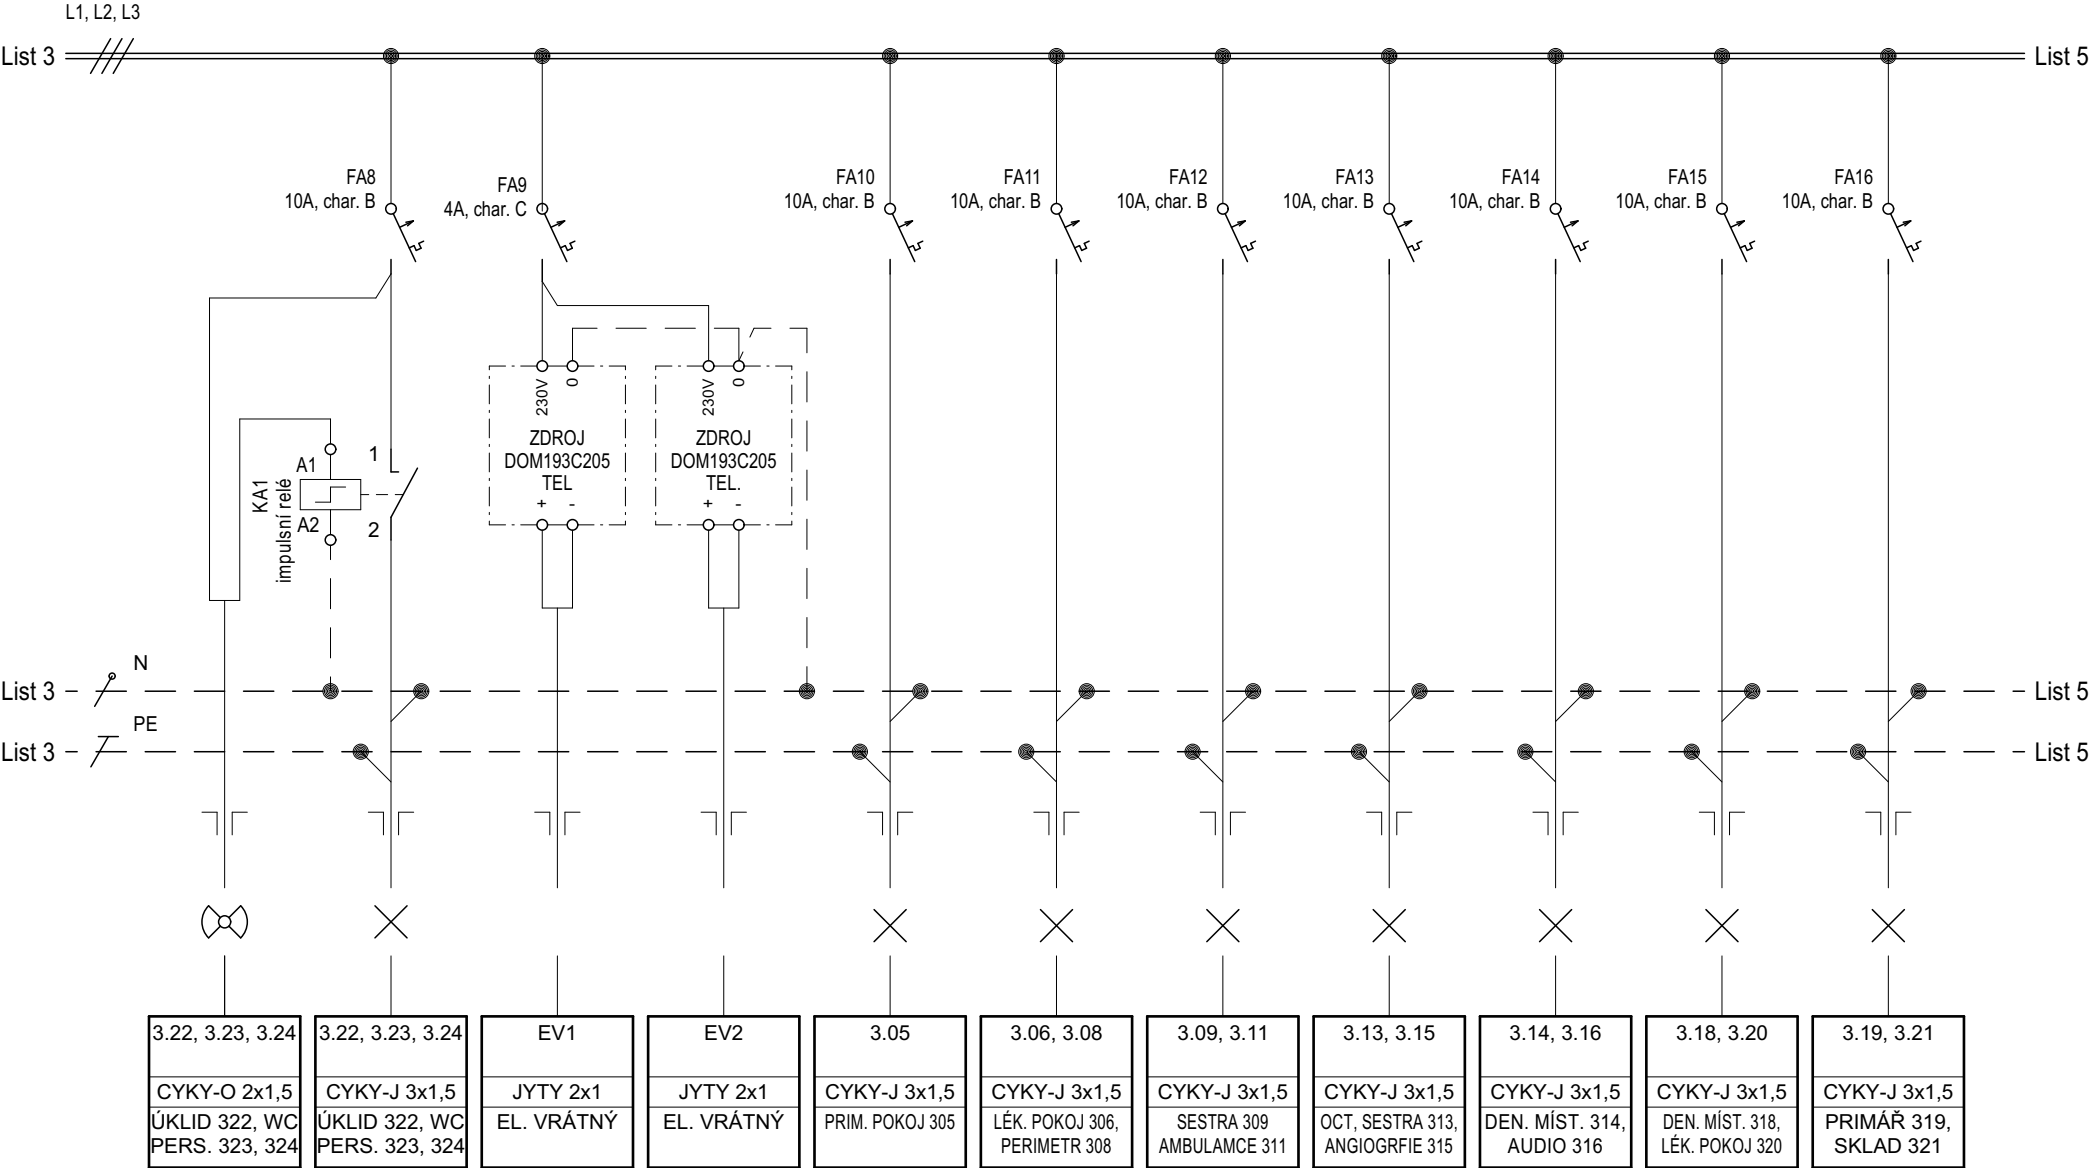 L1, L2, L3
List 3
List 5
FA8
10A, char. B
FA9
4A, char. C
FA10
10A, char. B
FA11
10A, char. B
FA12
10A, char. B
FA13
10A, char. B
FA14
10A, char. B
FA15
10A, char. B
FA16
10A, char. B
230V
0
ZDROJ
DOM193C205
TEL
+ -
230V
0
ZDROJ
DOM193C205
TEL.
+ -
KA1
impulsní relé
A1
A2
1
2
N
List 3
List 5
PE
List 3
List 5
3.22, 3.23, 3.24
CYKY-O 2x1,5
ÚKLID 322, WC
PERS. 323, 324
3.22, 3.23, 3.24
CYKY-J 3x1,5
ÚKLID 322, WC
PERS. 323, 324
EV1
JYTY 2x1
EL. VRÁTNÝ
EV2
JYTY 2x1
EL. VRÁTNÝ
3.05
CYKY-J 3x1,5
PRIM. POKOJ 305
3.06, 3.08
CYKY-J 3x1,5
LÉK. POKOJ 306,
PERIMETR 308
3.09, 3.11
CYKY-J 3x1,5
SESTRA 309
AMBULAMCE 311
3.13, 3.15
CYKY-J 3x1,5
OCT, SESTRA 313,
ANGIOGRFIE 315
3.14, 3.16
CYKY-J 3x1,5
DEN. MÍST. 314,
AUDIO 316
3.18, 3.20
CYKY-J 3x1,5
DEN. MÍST. 318,
LÉK. POKOJ 320
3.19, 3.21
CYKY-J 3x1,5
PRIMÁŘ 319,
SKLAD 321